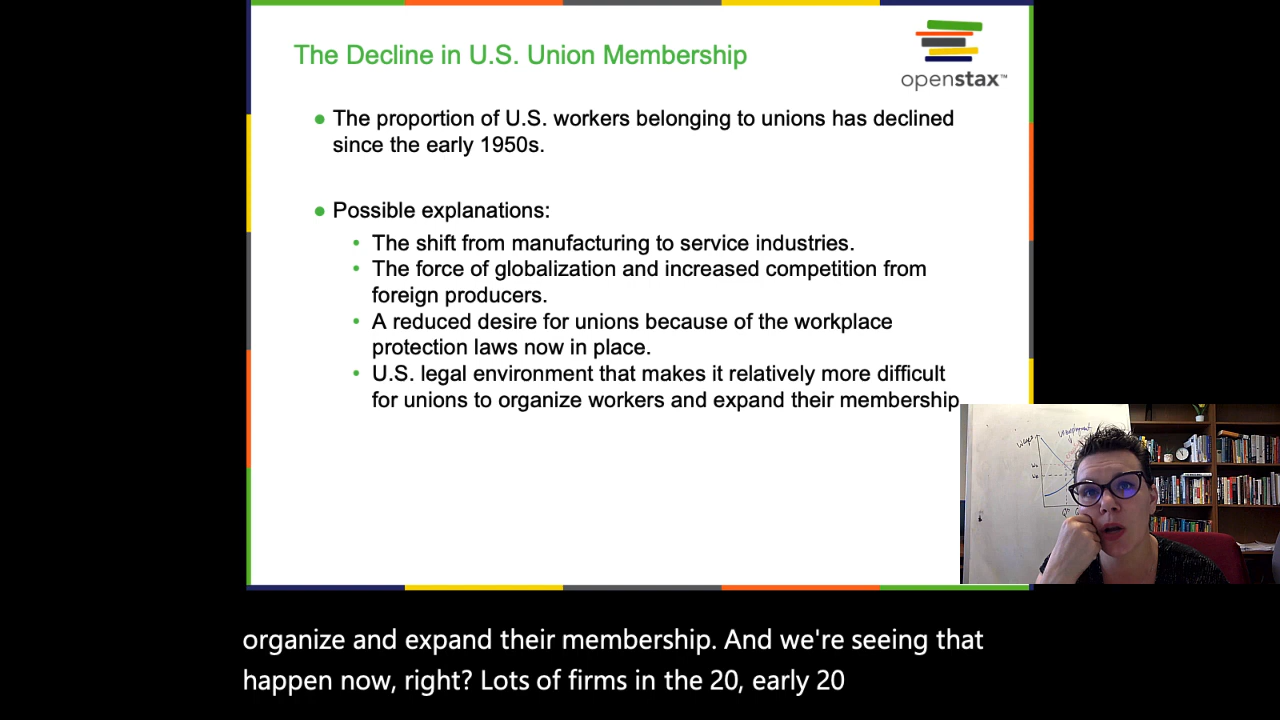 The Decline in U.S. Union Membership
openstax™
The proportion of U.S. workers belonging to unions has declined
since the early 1950s.
Possible explanations:
The shift from manufacturing to service industries.
The force of globalization and increased competition from
foreign producers.
A reduced desire for unions because of the workplace
protection laws now in place.
U.S. legal environment that makes it relatively more difficult
for unions to organize workers and expand their membership
organize and expand their membership. And we're seeing that
happen now, right? Lots of firms in the 20, early 20